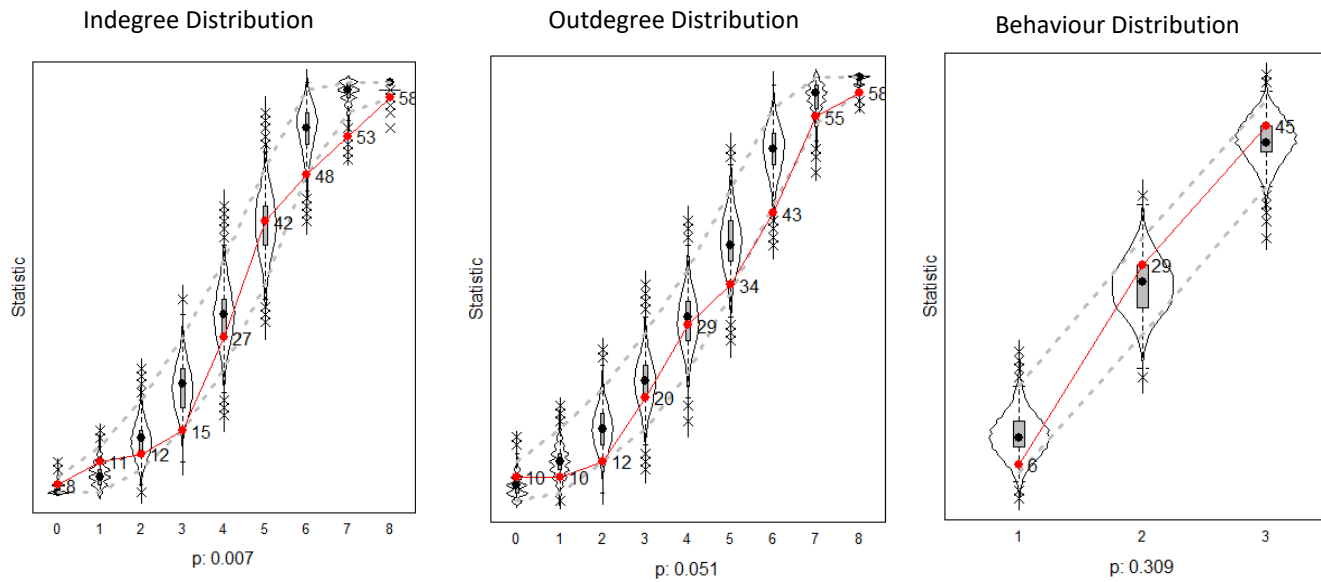 Indegree Distribution
Statistic
8
11
12
15
27
42
48
53
58
0 1 2 3 4 5 6 7 8
p: 0.007
Outdegree Distribution
Statistic
10
10
12
20
29
34
43
55
58
0 1 2 3 4 5 6 7 8
p: 0.051
Behaviour Distribution
Statistic
6
29
45
1 2 3
p: 0.309